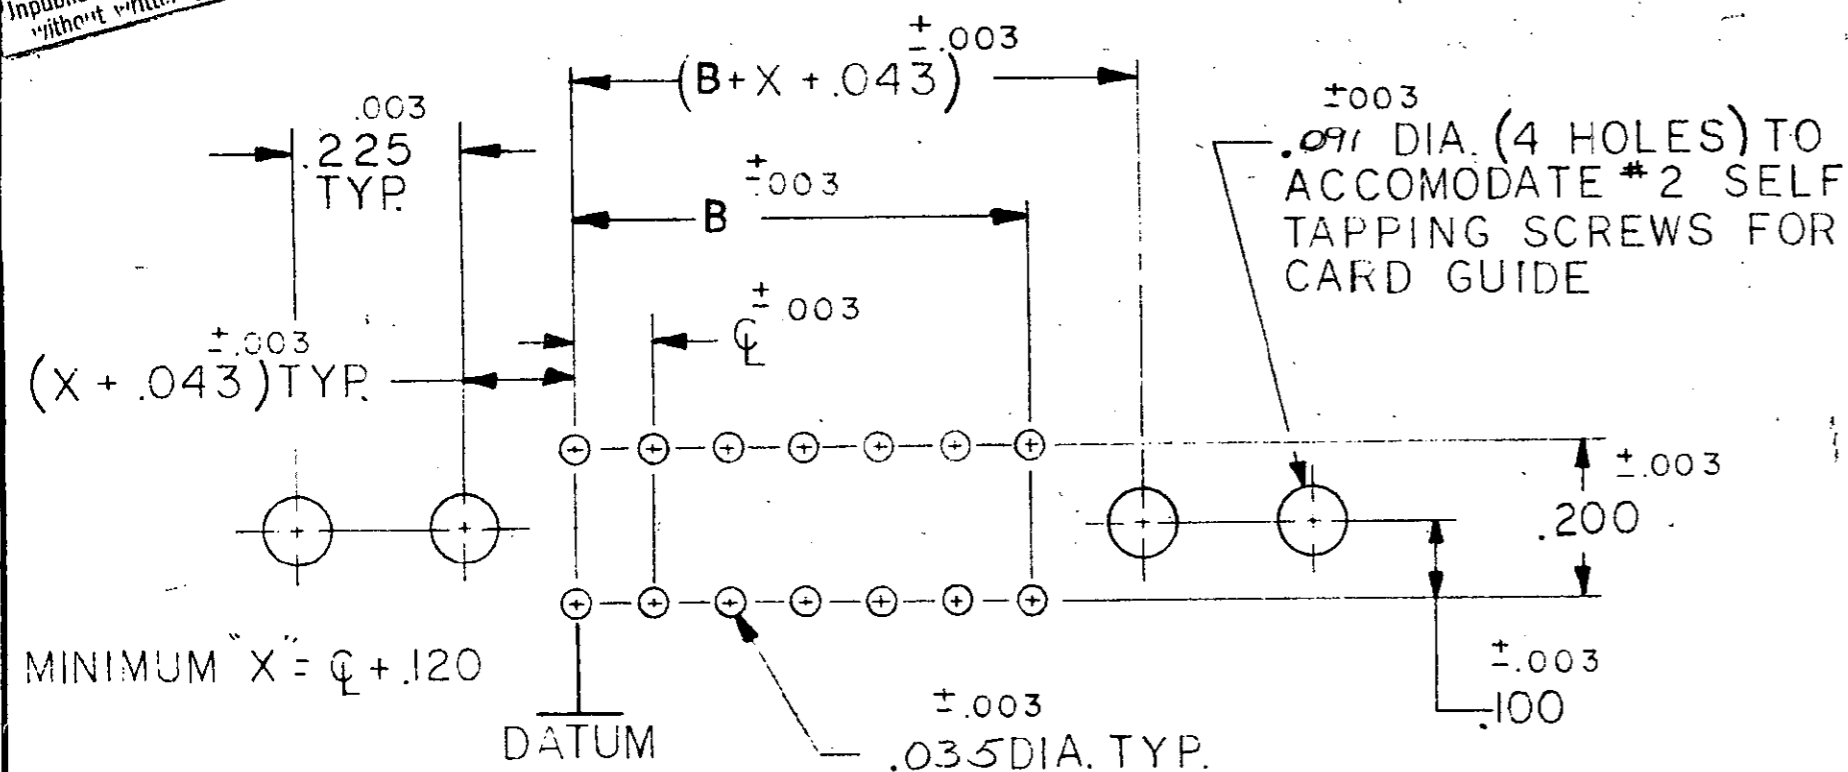 without
±.003
(B+X +.043)
.003
.225
TYP.
±.003
B
±003
.091 DIA. (4 HOLES) TO
ACCOMODATE #2 SELF
TAPPING SCREWS FOR
CARD GUIDE
±.003
℄
±.003
(X + .043) TYP.
±.003
.200
MINIMUM "X" = ℄ + .120
±.003
.100
DATUM
±.003
.035 DIA. TYP.